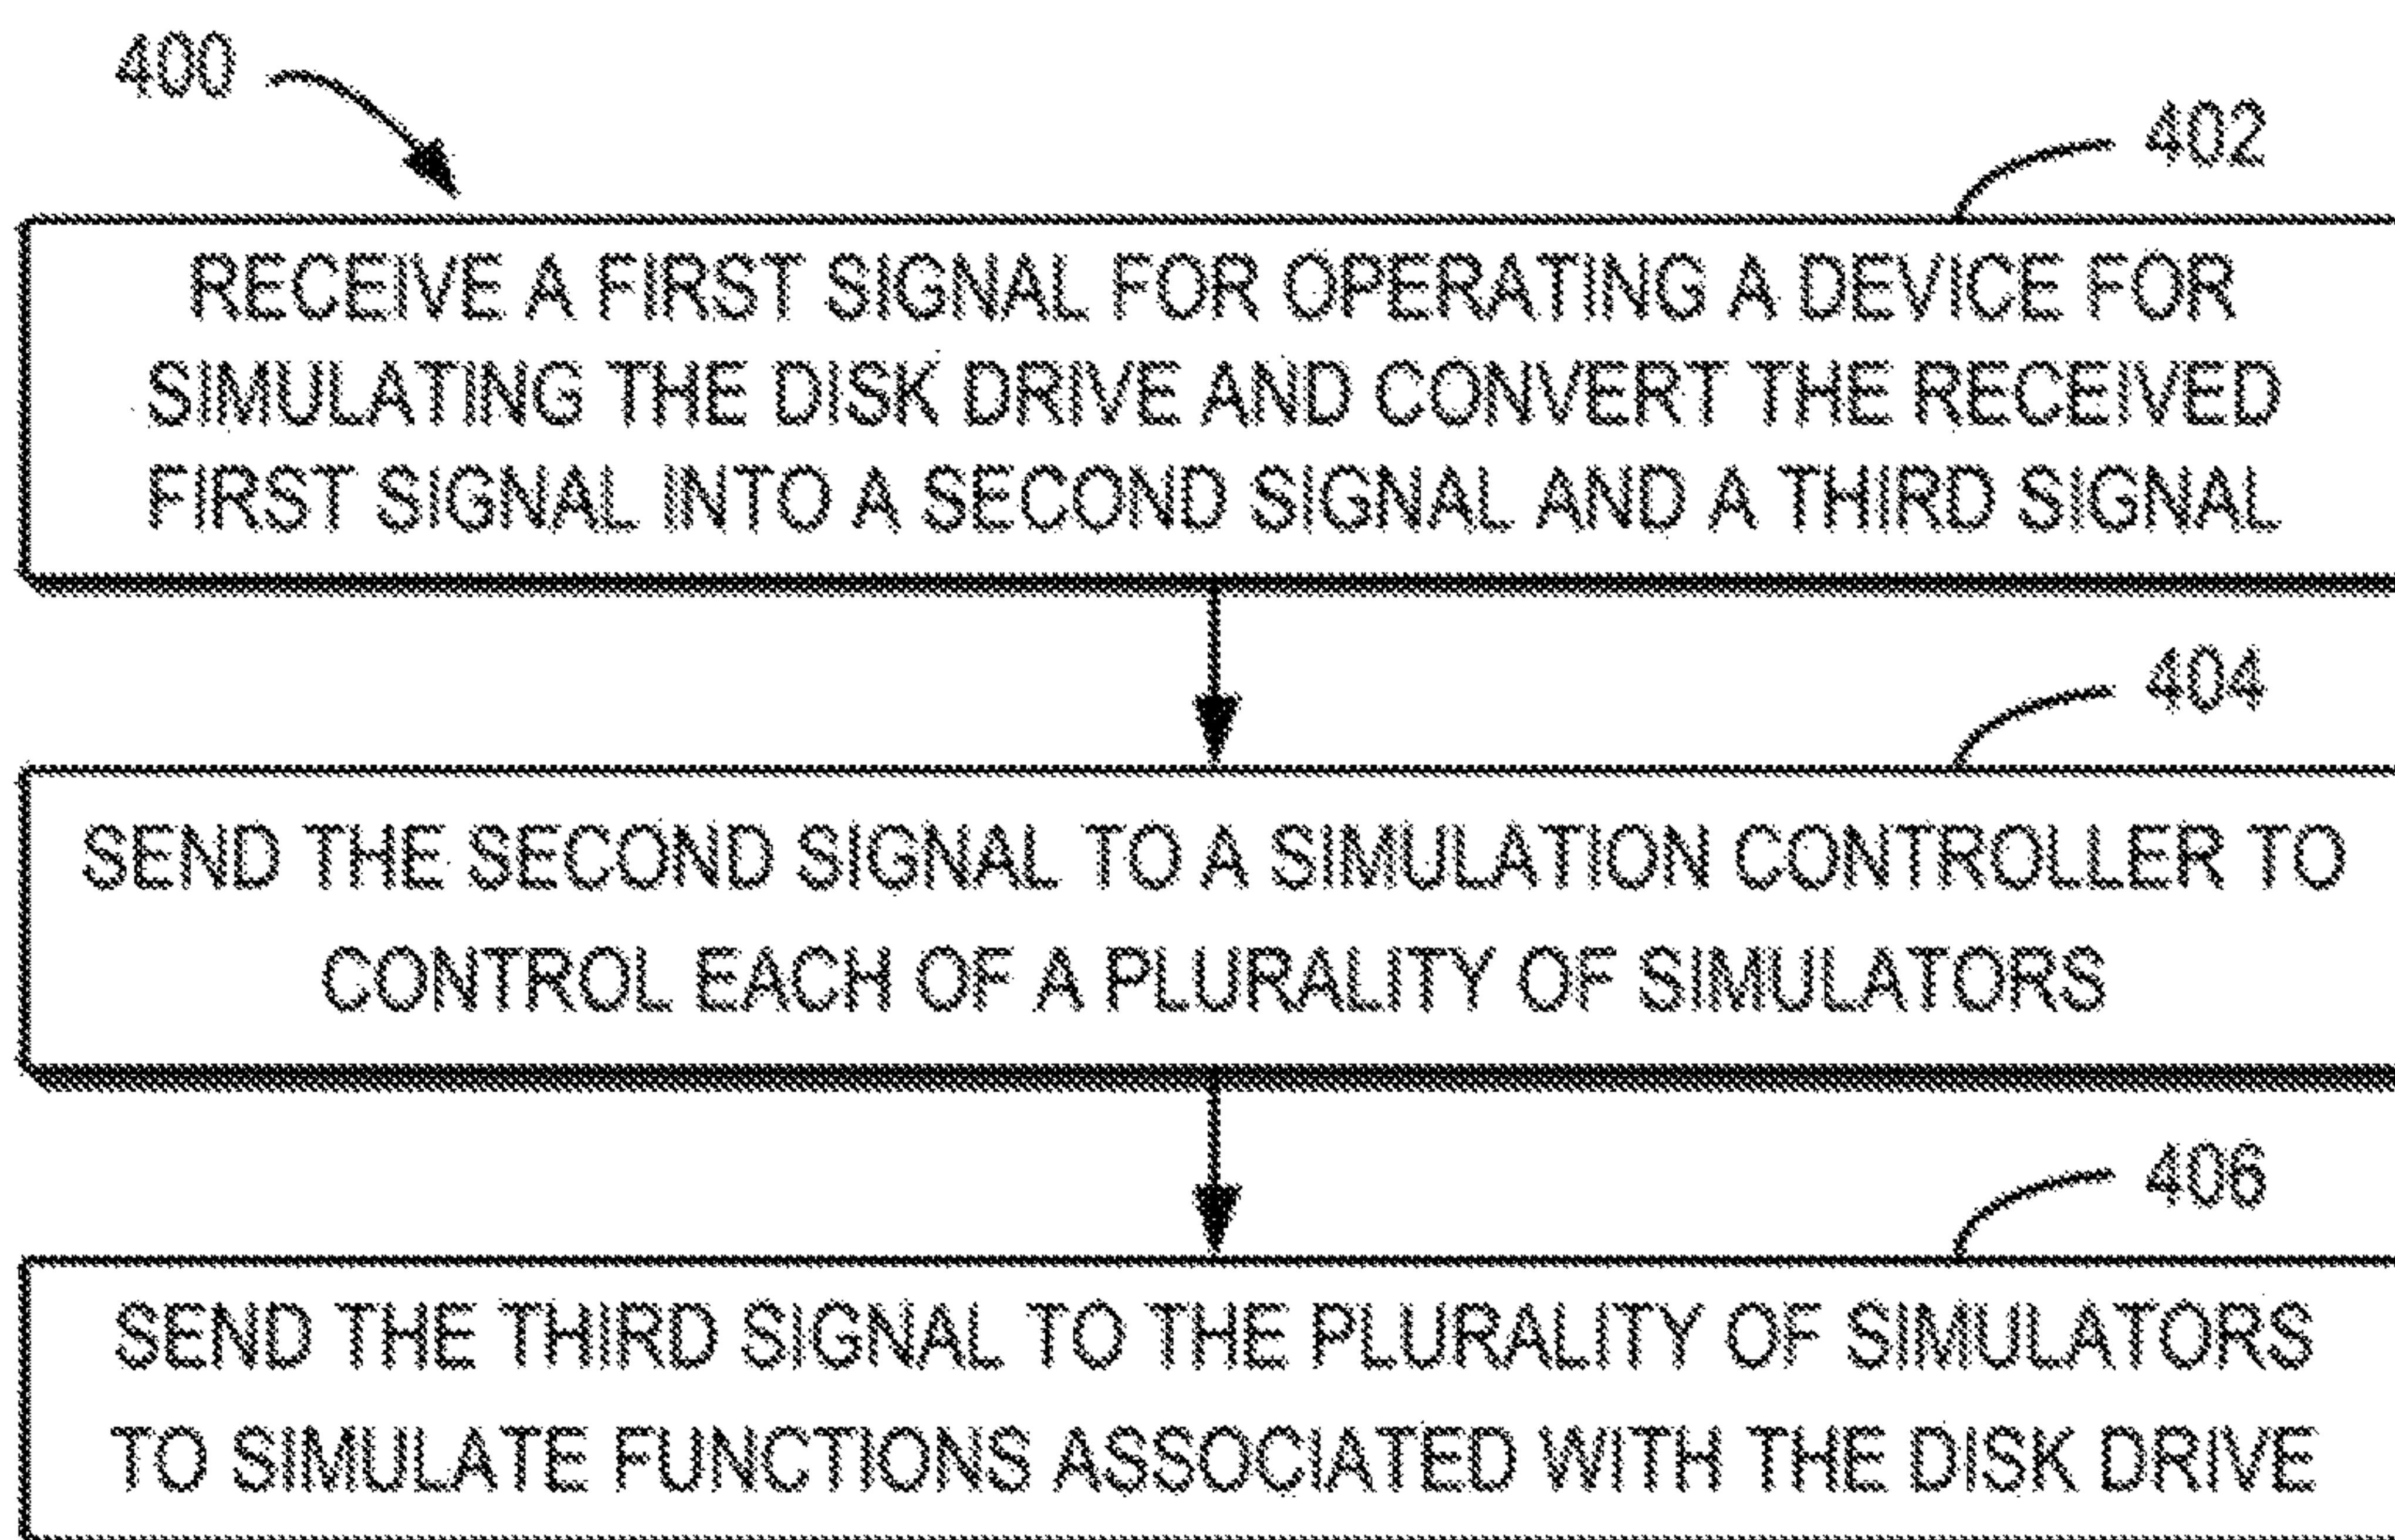 400
402
RECEIVE A FIRST SIGNAL FOR OPERATING A DEVICE FOR
SIMULATING THE DISK DRIVE AND CONVERT THE RECEIVED
FIRST SIGNAL INTO A SECOND SIGNAL AND A THIRD SIGNAL
404
SEND THE SECOND SIGNAL TO A SIMULATION CONTROLLER TO
CONTROL EACH OF A PLURALITY OF SIMULATORS
406
SEND THE THIRD SIGNAL TO THE PLURALITY OF SIMULATORS
TO SIMULATE FUNCTIONS ASSOCIATED WITH THE DISK DRIVE